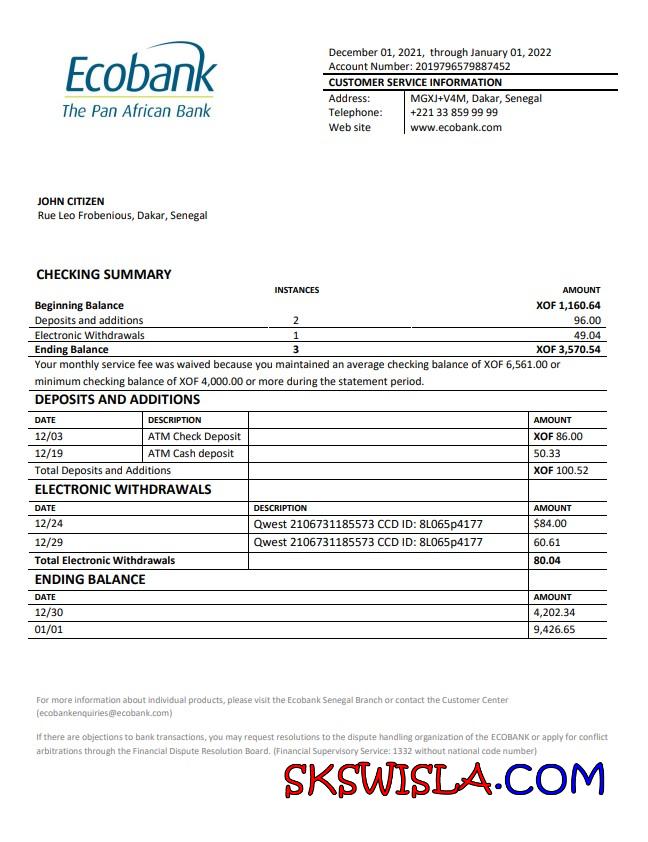 Ecobank
The Pan African Bank
December 01, 2021, through January 01, 2022
Account Number: 2019796579887452
CUSTOMER SERVICE INFORMATION
Address: MGXJ+V4M, Dakar, Senegal
Telephone: +221 33 859 99 99
Web site www.ecobank.com
JOHN CITIZEN
Rue Leo Frobenious, Dakar, Senegal
CHECKING SUMMARY
INSTANCES AMOUNT
Beginning Balance XOF 1,160.64
Deposits and additions 2 96.00
Electronic Withdrawals 1 49.04
Ending Balance 3 XOF 3,570.54
Your monthly service fee was waived because you maintained an average checking balance of XOF 6,561.00 or
minimum checking balance of XOF 4,000.00 or more during the statement period.
DEPOSITS AND ADDITIONS
DATE DESCRIPTION AMOUNT
12/03 ATM Check Deposit XOF 86.00
12/19 ATM Cash deposit 50.33
Total Deposits and Additions XOF 100.52
ELECTRONIC WITHDRAWALS
DATE DESCRIPTION AMOUNT
12/24 Qwest 2106731185573 CCD ID: 8L065p4177 $84.00
12/29 Qwest 2106731185573 CCD ID: 8L065p4177 60.61
Total Electronic Withdrawals 80.04
ENDING BALANCE
DATE AMOUNT
12/30 4,202.34
01/01 9,426.65
For more information about individual products, please visit the Ecobank Senegal Branch or contact the Customer Center
(ecobankenquiries@ecobank.com)
If there are objections to bank transactions, you may request resolutions to the dispute handling organization of the ECOBANK or apply for conflict
arbitrations through the Financial Dispute Resolution Board. (Financial Supervisory Service: 1332 without national code number)
SKSWISLA.COM